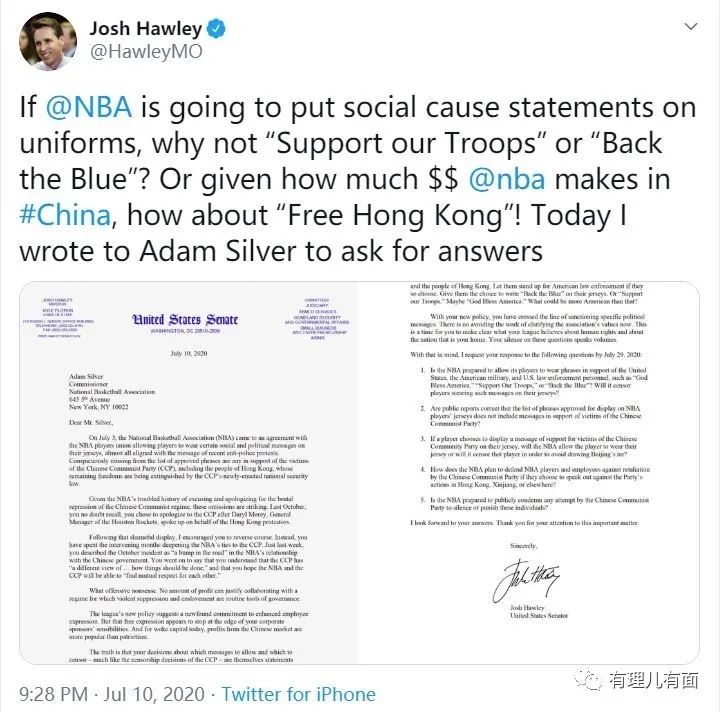 Josh Hawley
@HawleyMO
If @NBA is going to put social cause statements on
uniforms, why not “Support our Troops” or “Back
the Blue”? Or given how much $$ @nba makes in
#China, how about “Free Hong Kong”! Today I
wrote to Adam Silver to ask for answers
JOSH HAWLEY
MISSOURI
KYLE PLOTKIN
CHIEF OF STAFF
United States Senate
WASHINGTON, DC 20510-2509
COMMITTEES
JUDICIARY
ARMED SERVICES
HOMELAND SECURITY
AND GOVERNMENTAL AFFAIRS
SMALL BUSINESS
AND ENTREPRENEURSHIP
AGING
July 10, 2020
Adam Silver
Commissioner
National Basketball Association
645 5th Avenue
New York, NY 10022
Dear Mr. Silver,
On July 3, the National Basketball Association (NBA) came to an agreement with
the NBA players union allowing players to wear certain social and political messages on
their jerseys, almost all aligned with the message of recent anti-police protests.
Conspicuously missing from the list of approved phrases are any in support of the victims
of the Chinese Communist Party (CCP), including the people of Hong Kong, whose
remaining freedoms are being extinguished by the CCP's newly-enacted national security
law.
Given the NBA's troubled history of excusing and apologizing for the brutal
repression of the Chinese Communist regime, these omissions are striking. Last October,
you no doubt recall, you chose to apologize to the CCP after Daryl Morey, General
Manager of the Houston Rockets, spoke up on behalf of the Hong Kong protestors.
Following that shameful display, I encouraged you to reverse course. Instead, you
have spent the intervening months deepening the NBA's ties to the CCP. Just last week,
you described the October incident as “a bump in the road” in the NBA's relationship
with the Chinese government. You went on to say that you understand that the CCP has
“a different view of … how things should be done,” and that you hope the NBA and the
CCP will be able to “find mutual respect for each other.”
What offensive nonsense. No amount of profit can justify collaborating with a
regime for which violent suppression and enslavement are routine tools of governance.
The league's new policy suggests a newfound commitment to enhanced employee
expression. But that free expression appears to stop at the edge of your corporate
sponsors' sensibilities. And for woke capital today, profits from the Chinese market are
more popular than patriotism.
The truth is that your decisions about which messages to allow and which to
censor – much like the censorship decisions of the CCP – are themselves statements
and the people of Hong Kong. Let them stand up for American law enforcement if they
so choose. Give them the choice to write “Back the Blue” on their jerseys. Or “Support
our Troops.” Maybe “God Bless America.” What could be more American than that?
With your new policy, you have crossed the line of sanctioning specific political
messages. There is no avoiding the work of clarifying the association's values now. This
is a time for you to make clear what your league believes about human rights and about
the nation that is your home. Your silence on these questions speaks volumes.
With that in mind, I request your response to the following questions by July 29, 2020:
1. Is the NBA prepared to allow its players to wear phrases in support of the United
States, the American military, and U.S. law enforcement personnel, such as “God
Bless America,” “Support Our Troops,” or “Back the Blue”? Will it censor
players wearing such messages on their jerseys?
2. Are public reports correct that the list of phrases approved for display on NBA
players' jerseys does not include messages in support of victims of the Chinese
Communist Party?
3. If a player chooses to display a message of support for victims of the Chinese
Communist Party on their jersey, will the NBA allow the player to wear their
jersey or will it censor that player in order to avoid drawing Beijing's ire?
4. How does the NBA plan to defend NBA players and employees against retaliation
by the Chinese Communist Party if they choose to speak out against the Party's
actions in Hong Kong, Xinjiang, or elsewhere?
5. Is the NBA prepared to publicly condemn any attempt by the Chinese Communist
Party to silence or punish these individuals?
I look forward to your answers. Thank you for your attention to this important matter.
Sincerely,
Josh Hawley
United States Senator
有理儿有面
9:28 PM · Jul 10, 2020 · Twitter for iPhone